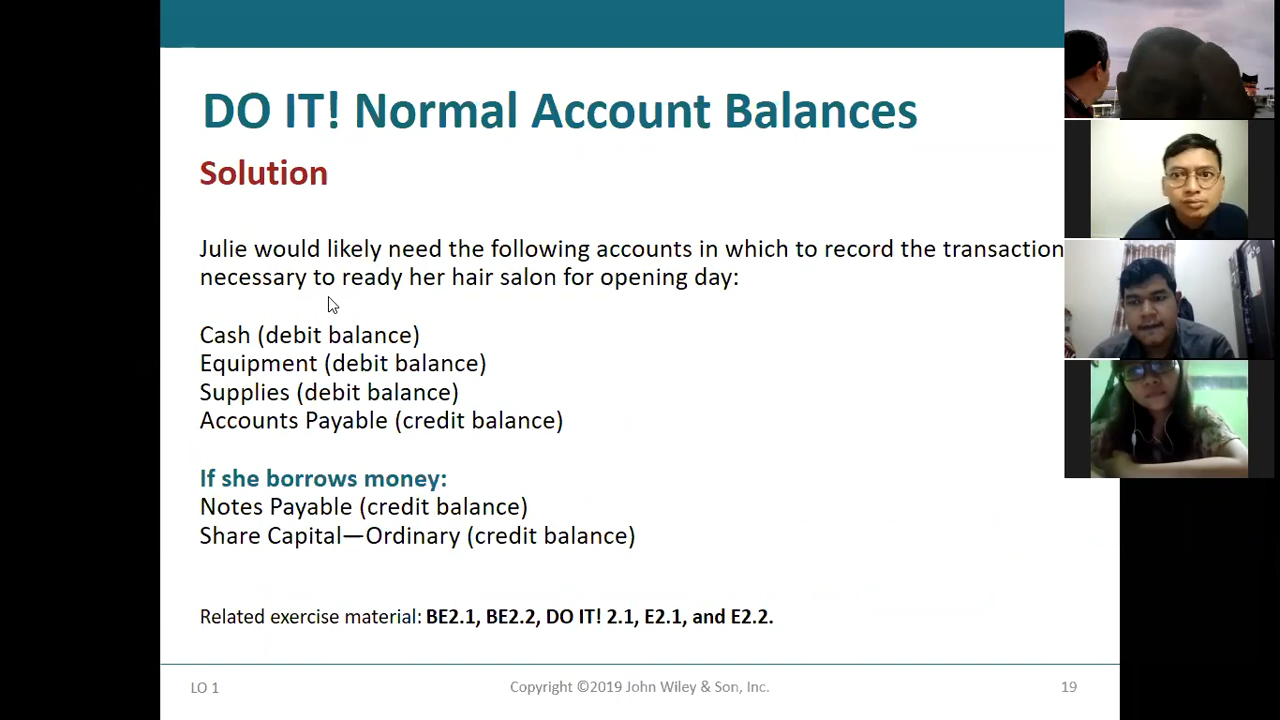 DO IT! Normal Account Balances
Solution
Julie would likely need the following accounts in which to record the transaction
necessary to ready her hair salon for opening day:
Cash (debit balance)
Equipment (debit balance)
Supplies (debit balance)
Accounts Payable (credit balance)
If she borrows money:
Notes Payable (credit balance)
Share Capital—Ordinary (credit balance)
Related exercise material: BE2.1, BE2.2, DO IT! 2.1, E2.1, and E2.2.
LO 1
Copyright ©2019 John Wiley & Son, Inc.
19